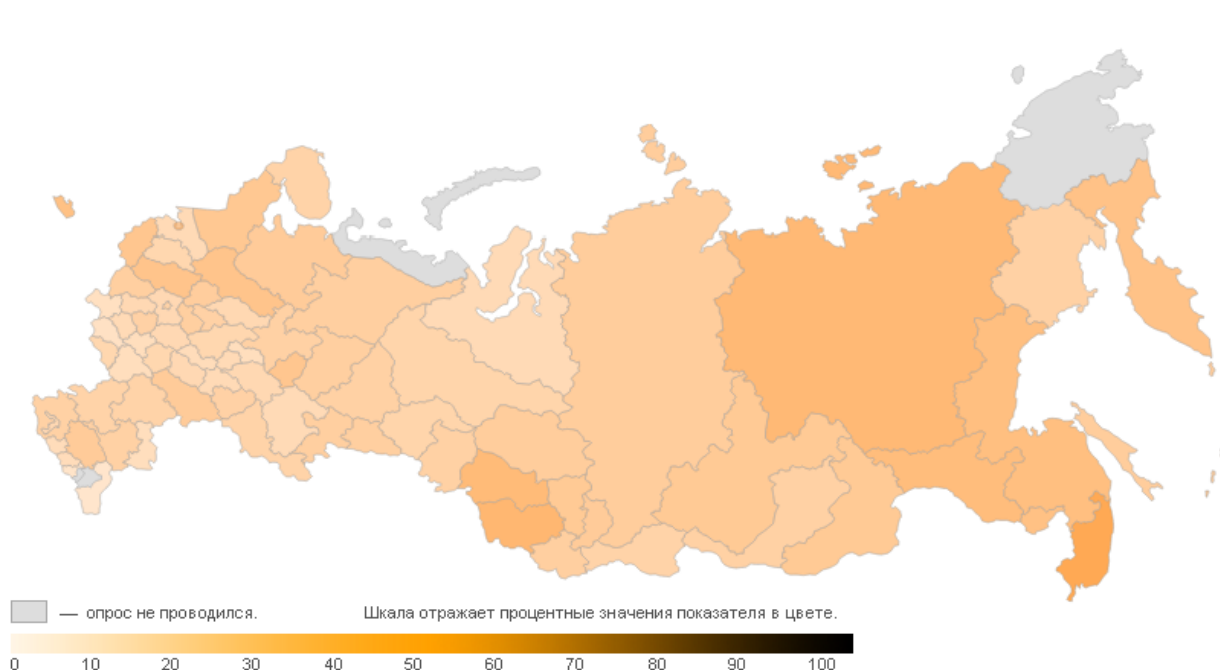 — опрос не проводился. Шкала отражает процентные значения показателя в цвете.
0 10 20 30 40 50 60 70 80 90 100